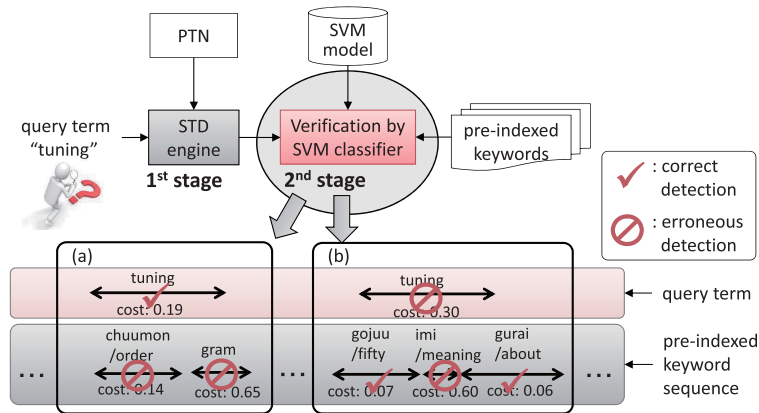 PTN
SVM
model
query term
“tuning”
STD
engine
Verification by
SVM classifier
pre-indexed
keywords
1st stage
2nd stage
: correct
detection
: erroneous
detection
(a)
(b)
tuning
cost: 0.19
tuning
cost: 0.30
query term
chuumon
/order
cost: 0.14
gram
cost: 0.65
gojuu
/fifty
cost: 0.07
imi
/meaning
cost: 0.60
gurai
/about
cost: 0.06
...
...
...
pre-indexed
keyword
sequence